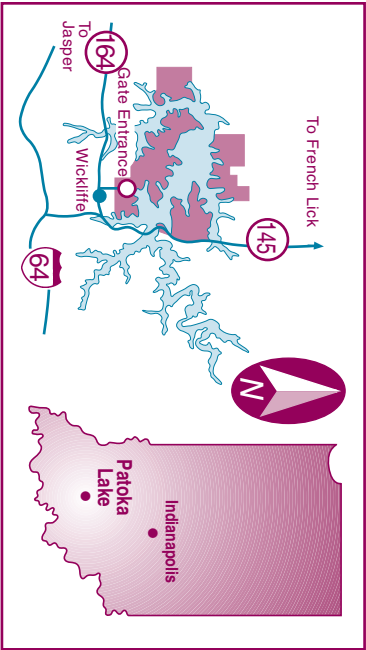 To French Lick
145
164
To
Jasper
Gate Entrance
Wickliffe
64
N
Patoka
Lake
Indianapolis